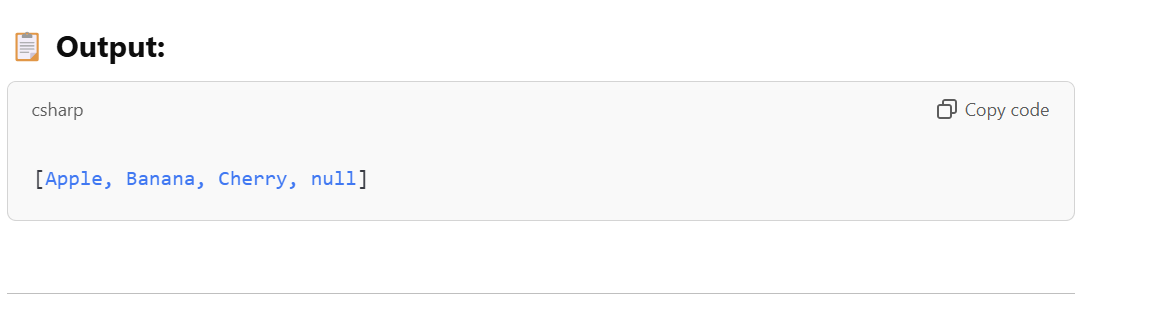 📋 Output:
csharp
Copy code
[Apple, Banana, Cherry, null]